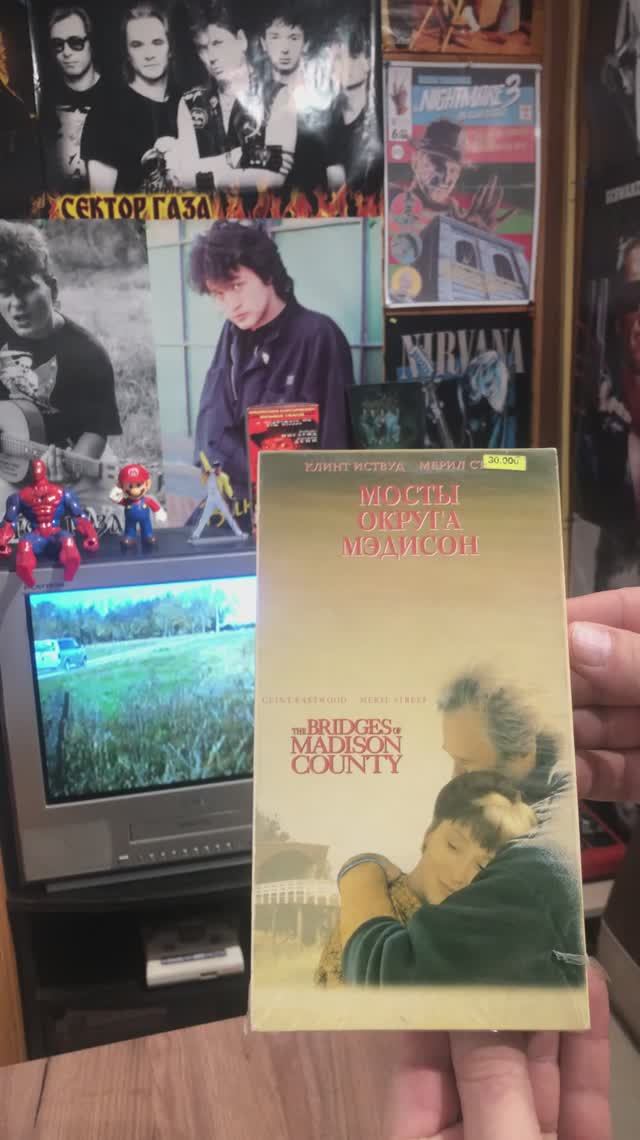 СЕКТОР ГАЗА
NIGHTMARE 3
NIRVANA
КЛИНТ ИСТВУД МЕРИЛ
30.000
МОСТЫ
ОКРУГА
МЭДИСОН
CLINT EASTWOOD MERYL STREEP
THE BRIDGES OF
MADISON
COUNTY